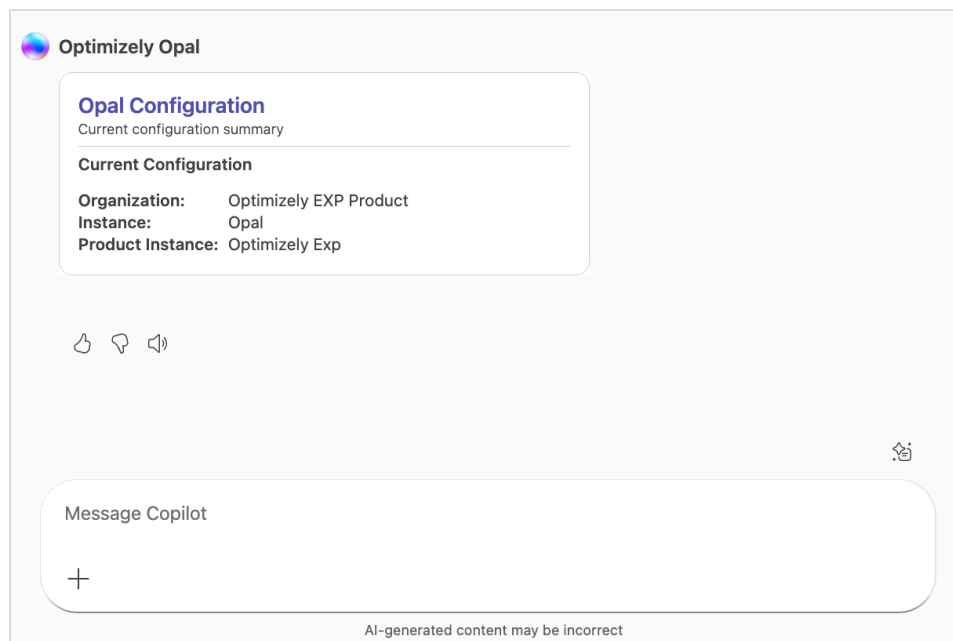 Optimizely Opal
Opal Configuration
Current configuration summary
Current Configuration
Organization: Optimizely EXP Product
Instance: Opal
Product Instance: Optimizely Exp
Message Copilot
AI-generated content may be incorrect